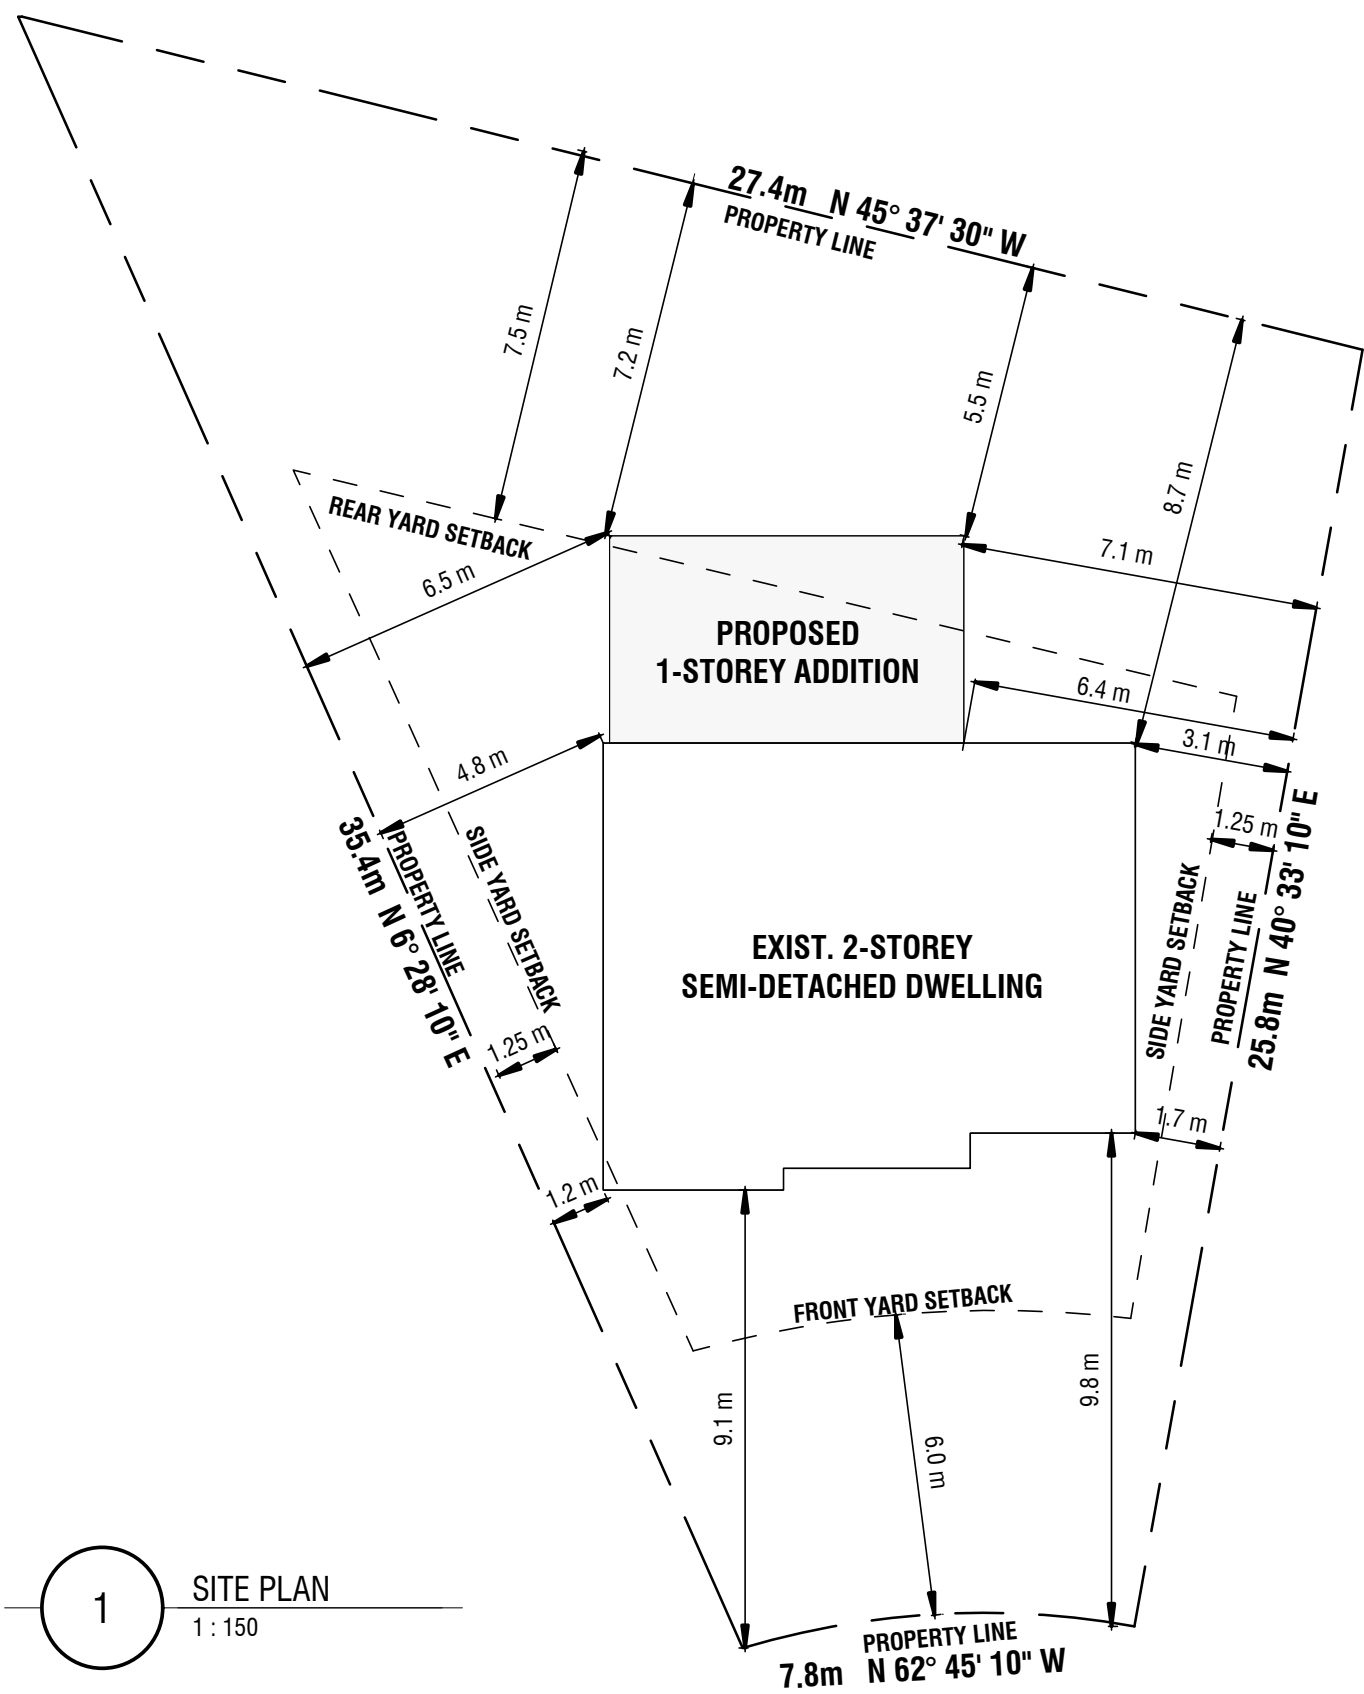 27.4m N 45° 37' 30" W
PROPERTY LINE
7.5 m
7.2 m
5.5 m
8.7 m
REAR YARD SETBACK
6.5 m
7.1 m
PROPOSED
1-STOREY ADDITION
6.4 m
3.1 m
4.8 m
1.25 m
35.4m N 6° 28' 10" E
PROPERTY LINE
SIDE YARD SETBACK
SIDE YARD SETBACK
PROPERTY LINE
25.8m N 40° 33' 10" E
EXIST. 2-STOREY
SEMI-DETACHED DWELLING
1.25 m
1.7 m
1.2 m
FRONT YARD SETBACK
9.1 m
6.0 m
9.8 m
1
SITE PLAN
1 : 150
PROPERTY LINE
7.8m N 62° 45' 10" W